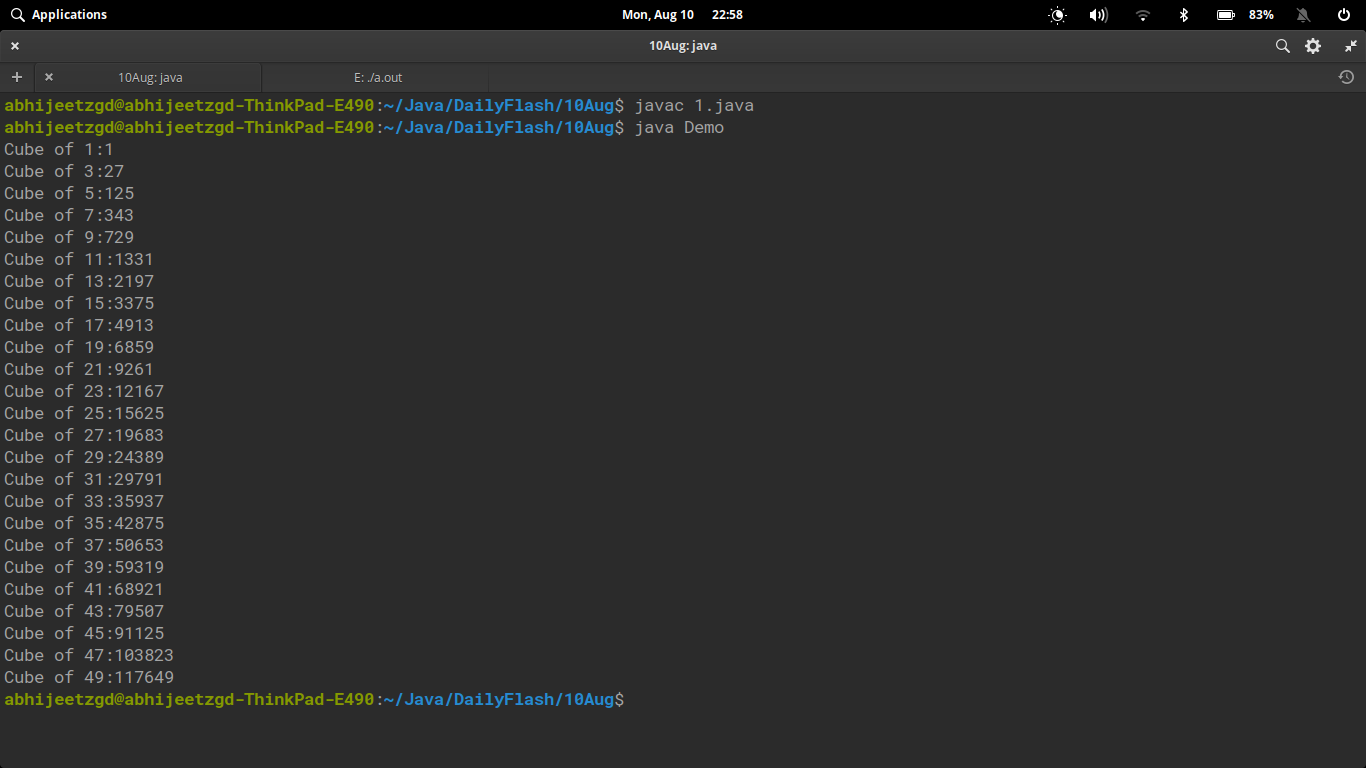 Applications Mon, Aug 10 22:58 83%
10Aug: java
10Aug: java E: ./a.out
abhijeetzgd@abhijeetzgd-ThinkPad-E490:~/Java/DailyFlash/10Aug$ javac 1.java
abhijeetzgd@abhijeetzgd-ThinkPad-E490:~/Java/DailyFlash/10Aug$ java Demo
Cube of 1:1
Cube of 3:27
Cube of 5:125
Cube of 7:343
Cube of 9:729
Cube of 11:1331
Cube of 13:2197
Cube of 15:3375
Cube of 17:4913
Cube of 19:6859
Cube of 21:9261
Cube of 23:12167
Cube of 25:15625
Cube of 27:19683
Cube of 29:24389
Cube of 31:29791
Cube of 33:35937
Cube of 35:42875
Cube of 37:50653
Cube of 39:59319
Cube of 41:68921
Cube of 43:79507
Cube of 45:91125
Cube of 47:103823
Cube of 49:117649
abhijeetzgd@abhijeetzgd-ThinkPad-E490:~/Java/DailyFlash/10Aug$